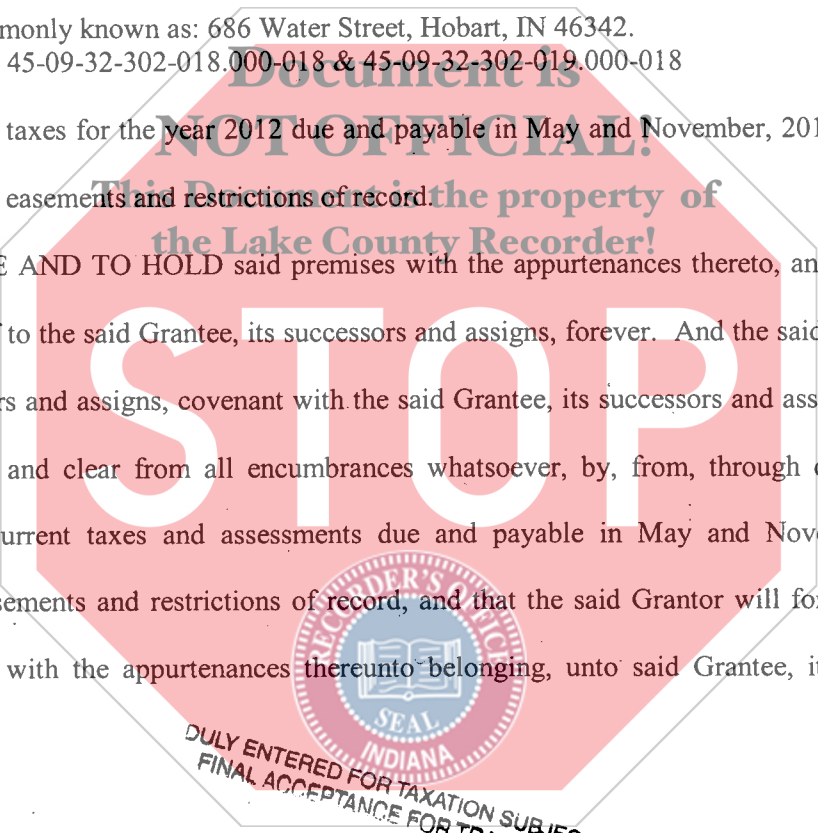 monly known as: 686 Water Street, Hobart, IN 46342.
45-09-32-302-018.000-018 & 45-09-32-302-019.000-018
Document is
taxes for the year 2012 due and payable in May and November, 201
NOT OFFICIAL!
easements and restrictions of record.
This Document is the property of
the Lake County Recorder!
E AND TO HOLD said premises with the appurtenances thereto, an
to the said Grantee, its successors and assigns, forever. And the said
STOP
rs and assigns, covenant with the said Grantee, its successors and ass
and clear from all encumbrances whatsoever, by, from, through
urrent taxes and assessments due and payable in May and Nov
sements and restrictions of record, and that the said Grantor will fo
with the appurtenances thereunto belonging, unto said Grantee, it
RECORDER'S OFFICE
SEAL
INDIANA
DULY ENTERED FOR TAXATION SUBJEC
FINAL ACCEPTANCE FOR TRA